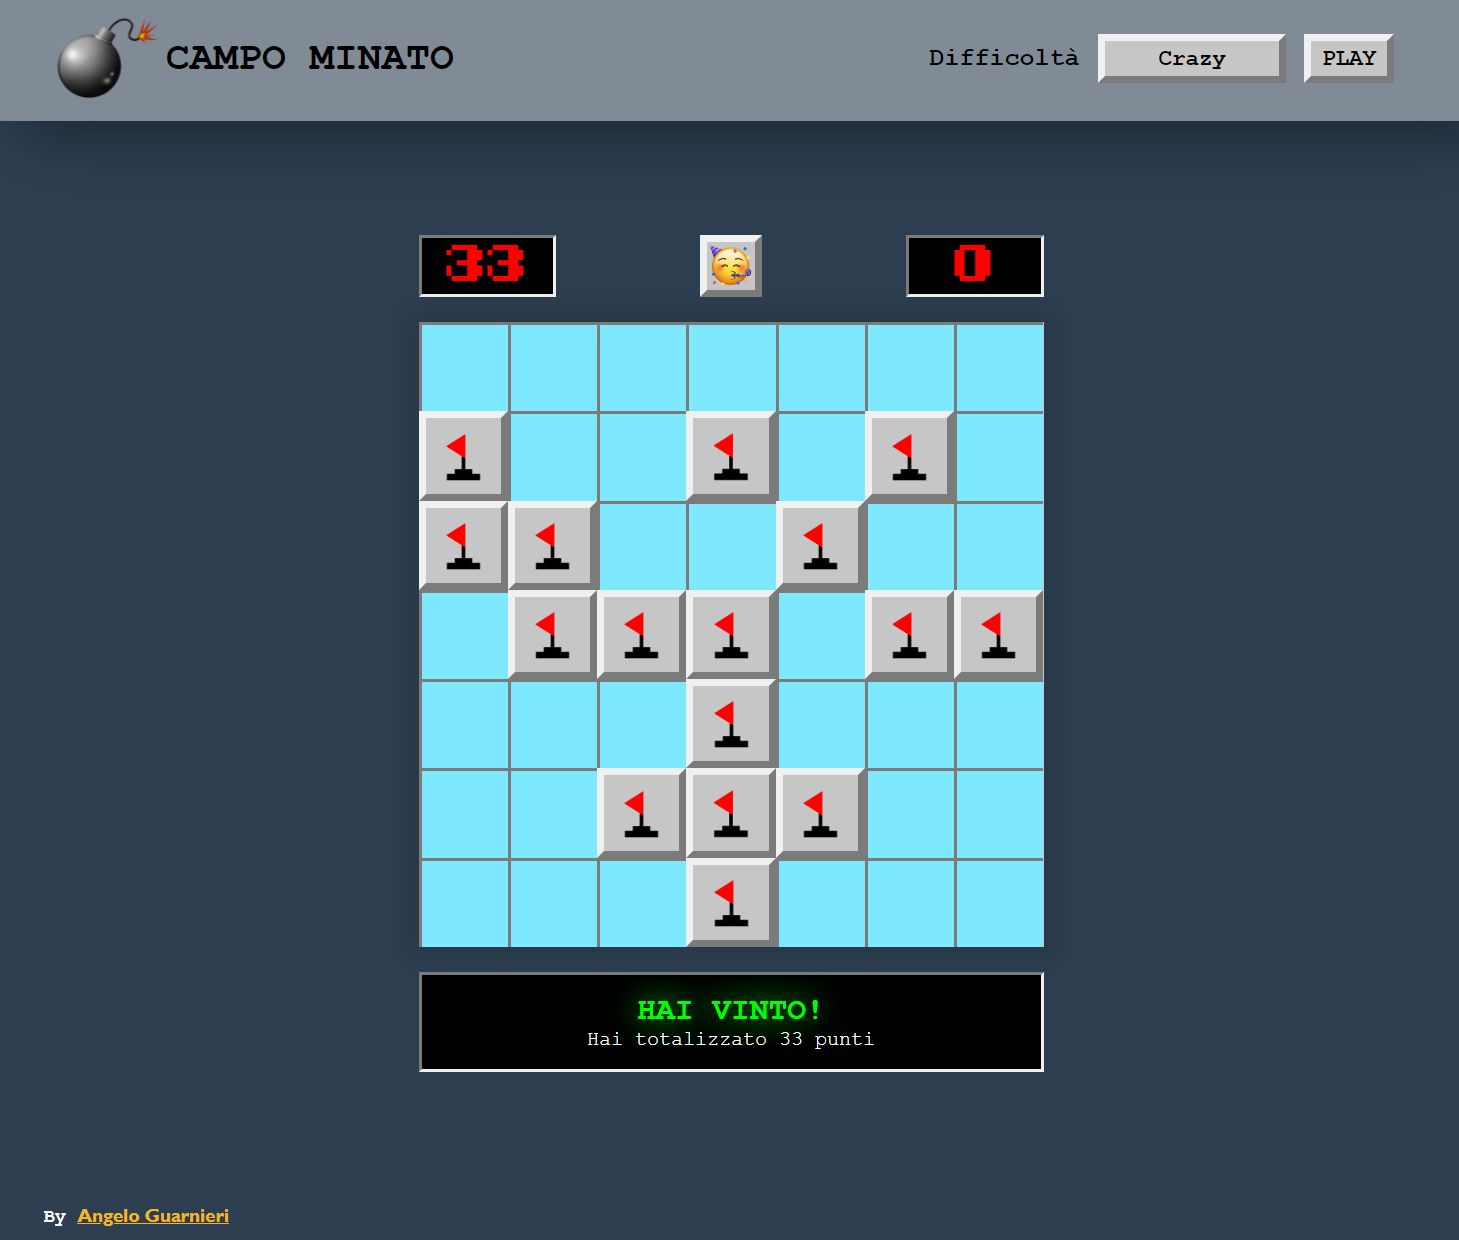 CAMPO MINATO
Difficoltà Crazy PLAY
33 0
HAI VINTO!
Hai totalizzato 33 punti
By Angelo Guarnieri